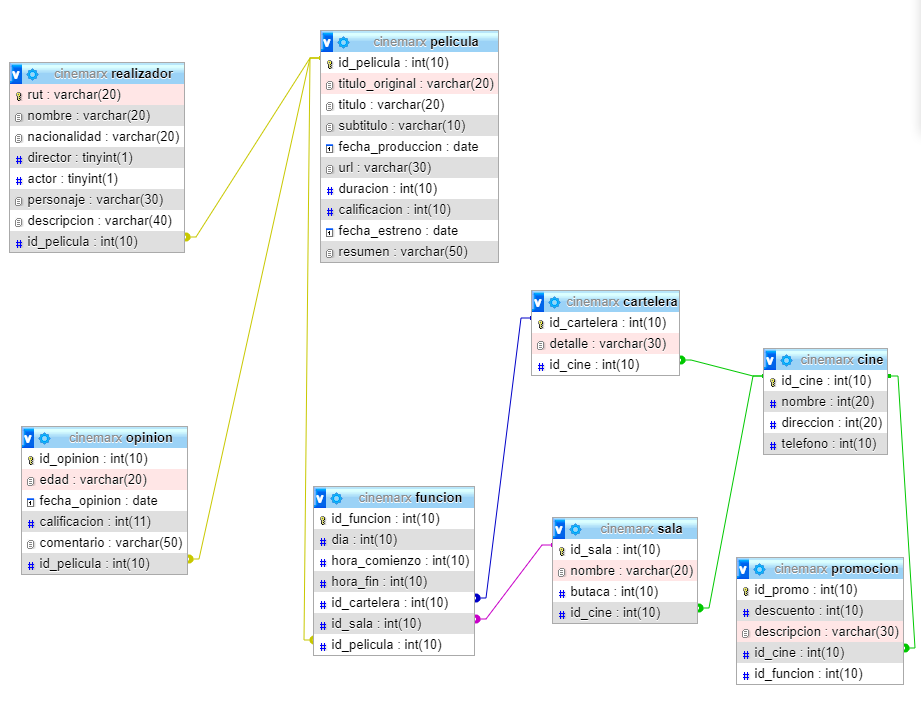 cinemarx pelicula
id_pelicula : int(10)
titulo_original : varchar(20)
titulo : varchar(20)
subtitulo : varchar(10)
fecha_produccion : date
url : varchar(30)
duracion : int(10)
calificacion : int(10)
fecha_estreno : date
resumen : varchar(50)
cinemarx realizador
rut : varchar(20)
nombre : varchar(20)
nacionalidad : varchar(20)
director : tinyint(1)
actor : tinyint(1)
personaje : varchar(30)
descripcion : varchar(40)
id_pelicula : int(10)
cinemarx cartelera
id_cartelera : int(10)
detalle : varchar(30)
id_cine : int(10)
cinemarx cine
id_cine : int(10)
nombre : int(20)
direccion : int(20)
telefono : int(10)
cinemarx opinion
id_opinion : int(10)
edad : varchar(20)
fecha_opinion : date
calificacion : int(11)
comentario : varchar(50)
id_pelicula : int(10)
cinemarx funcion
id_funcion : int(10)
dia : int(10)
hora_comienzo : int(10)
hora_fin : int(10)
id_cartelera : int(10)
id_sala : int(10)
id_pelicula : int(10)
cinemarx sala
id_sala : int(10)
nombre : varchar(20)
butaca : int(10)
id_cine : int(10)
cinemarx promocion
id_promo : int(10)
descuento : int(10)
descripcion : varchar(30)
id_cine : int(10)
id_funcion : int(10)